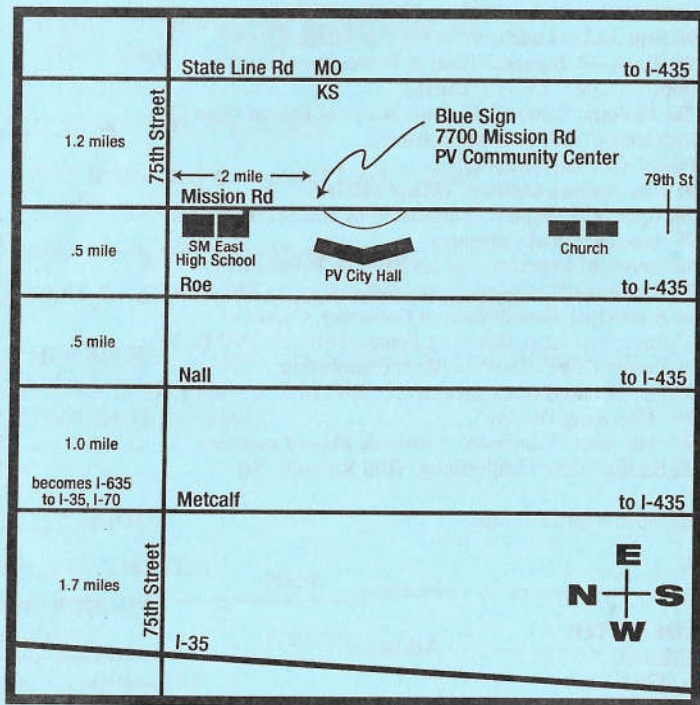 State Line Rd MO to I-435
KS
75th Street
1.2 miles
Blue Sign
7700 Mission Rd
PV Community Center
.2 mile
79th St
Mission Rd
.5 mile
SM East
High School
PV City Hall
Church
Roe to I-435
.5 mile
Nall to I-435
1.0 mile
becomes I-635
to I-35, I-70
Metcalf to I-435
75th Street
1.7 miles
E
N S
W
I-35